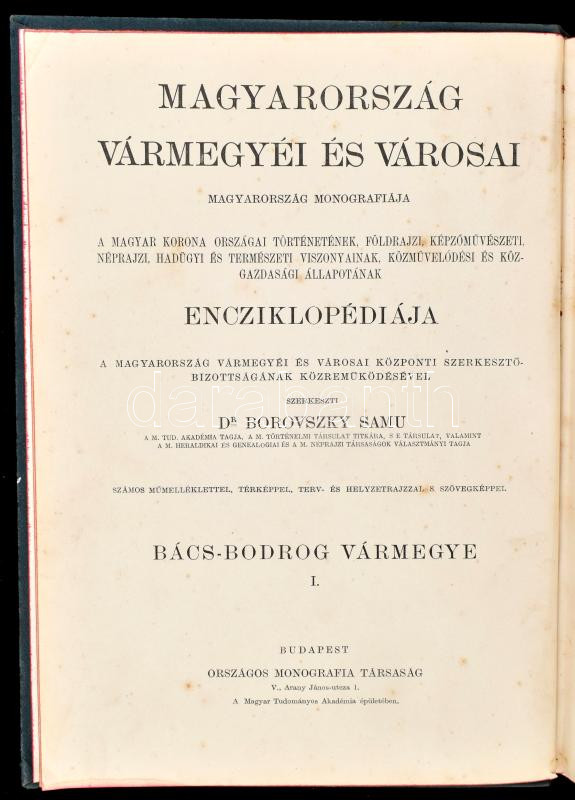 MAGYARORSZÁG
VÁRMEGYÉI ÉS VÁROSAI
MAGYARORSZÁG MONOGRAFIÁJA
A MAGYAR KORONA ORSZÁGAI TÖRTÉNETÉNEK, FÖLDRAJZI, KÉPZŐMŰVÉSZETI,
NÉPRAJZI, HADÜGYI ÉS TERMÉSZETI VISZONYAINAK, KÖZMŰVELŐDÉSI ÉS KÖZ-
GAZDASÁGI ÁLLAPOTÁNAK
ENCZIKLOPÉDIÁJA
A MAGYARORSZÁG VÁRMEGYÉI ÉS VÁROSAI KÖZPONTI SZERKESZTŐ-
BIZOTTSÁGÁNAK KÖZREMŰKÖDÉSÉVEL
SZERKESZTI
DR BOROVSZKY SAMU
A M. TUD. AKADÉMIA TAGJA, A M. TÖRTÉNELMI TÁRSULAT TITKÁRA, S E TÁRSULAT, VALAMINT
A M. HERALDIKAI ÉS GENEALOGIAI ÉS A M. NÉPRAJZI TÁRSASÁGOK VÁLASZTMÁNYI TAGJA
SZÁMOS MŰMELLÉKLETTEL, TÉRKÉPPEL, TERV- ÉS HELYZETRAJZZAL S SZÖVEGKÉPPEL
BÁCS-BODROG VÁRMEGYE
I.
BUDAPEST
ORSZÁGOS MONOGRAFIA TÁRSASÁG
V., Arany János-utcza 1.
A Magyar Tudományos Akadémia épületében.
darabanth.com